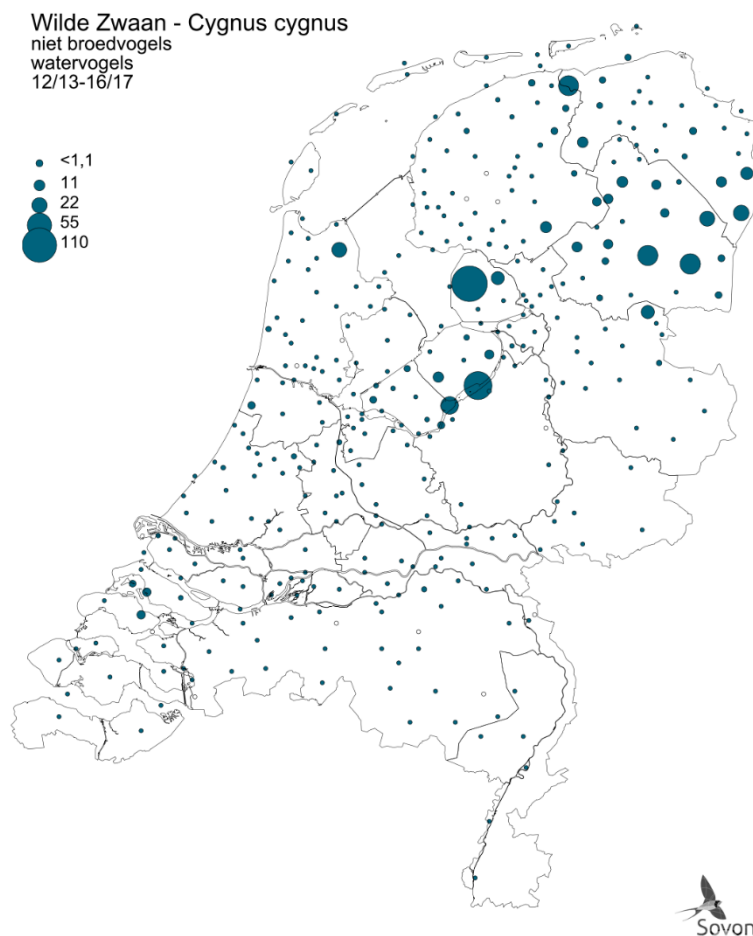 Wilde Zwaan - Cygnus cygnus
niet broedvogels
watervogels
12/13-16/17
<1,1
11
22
55
110
Sovon